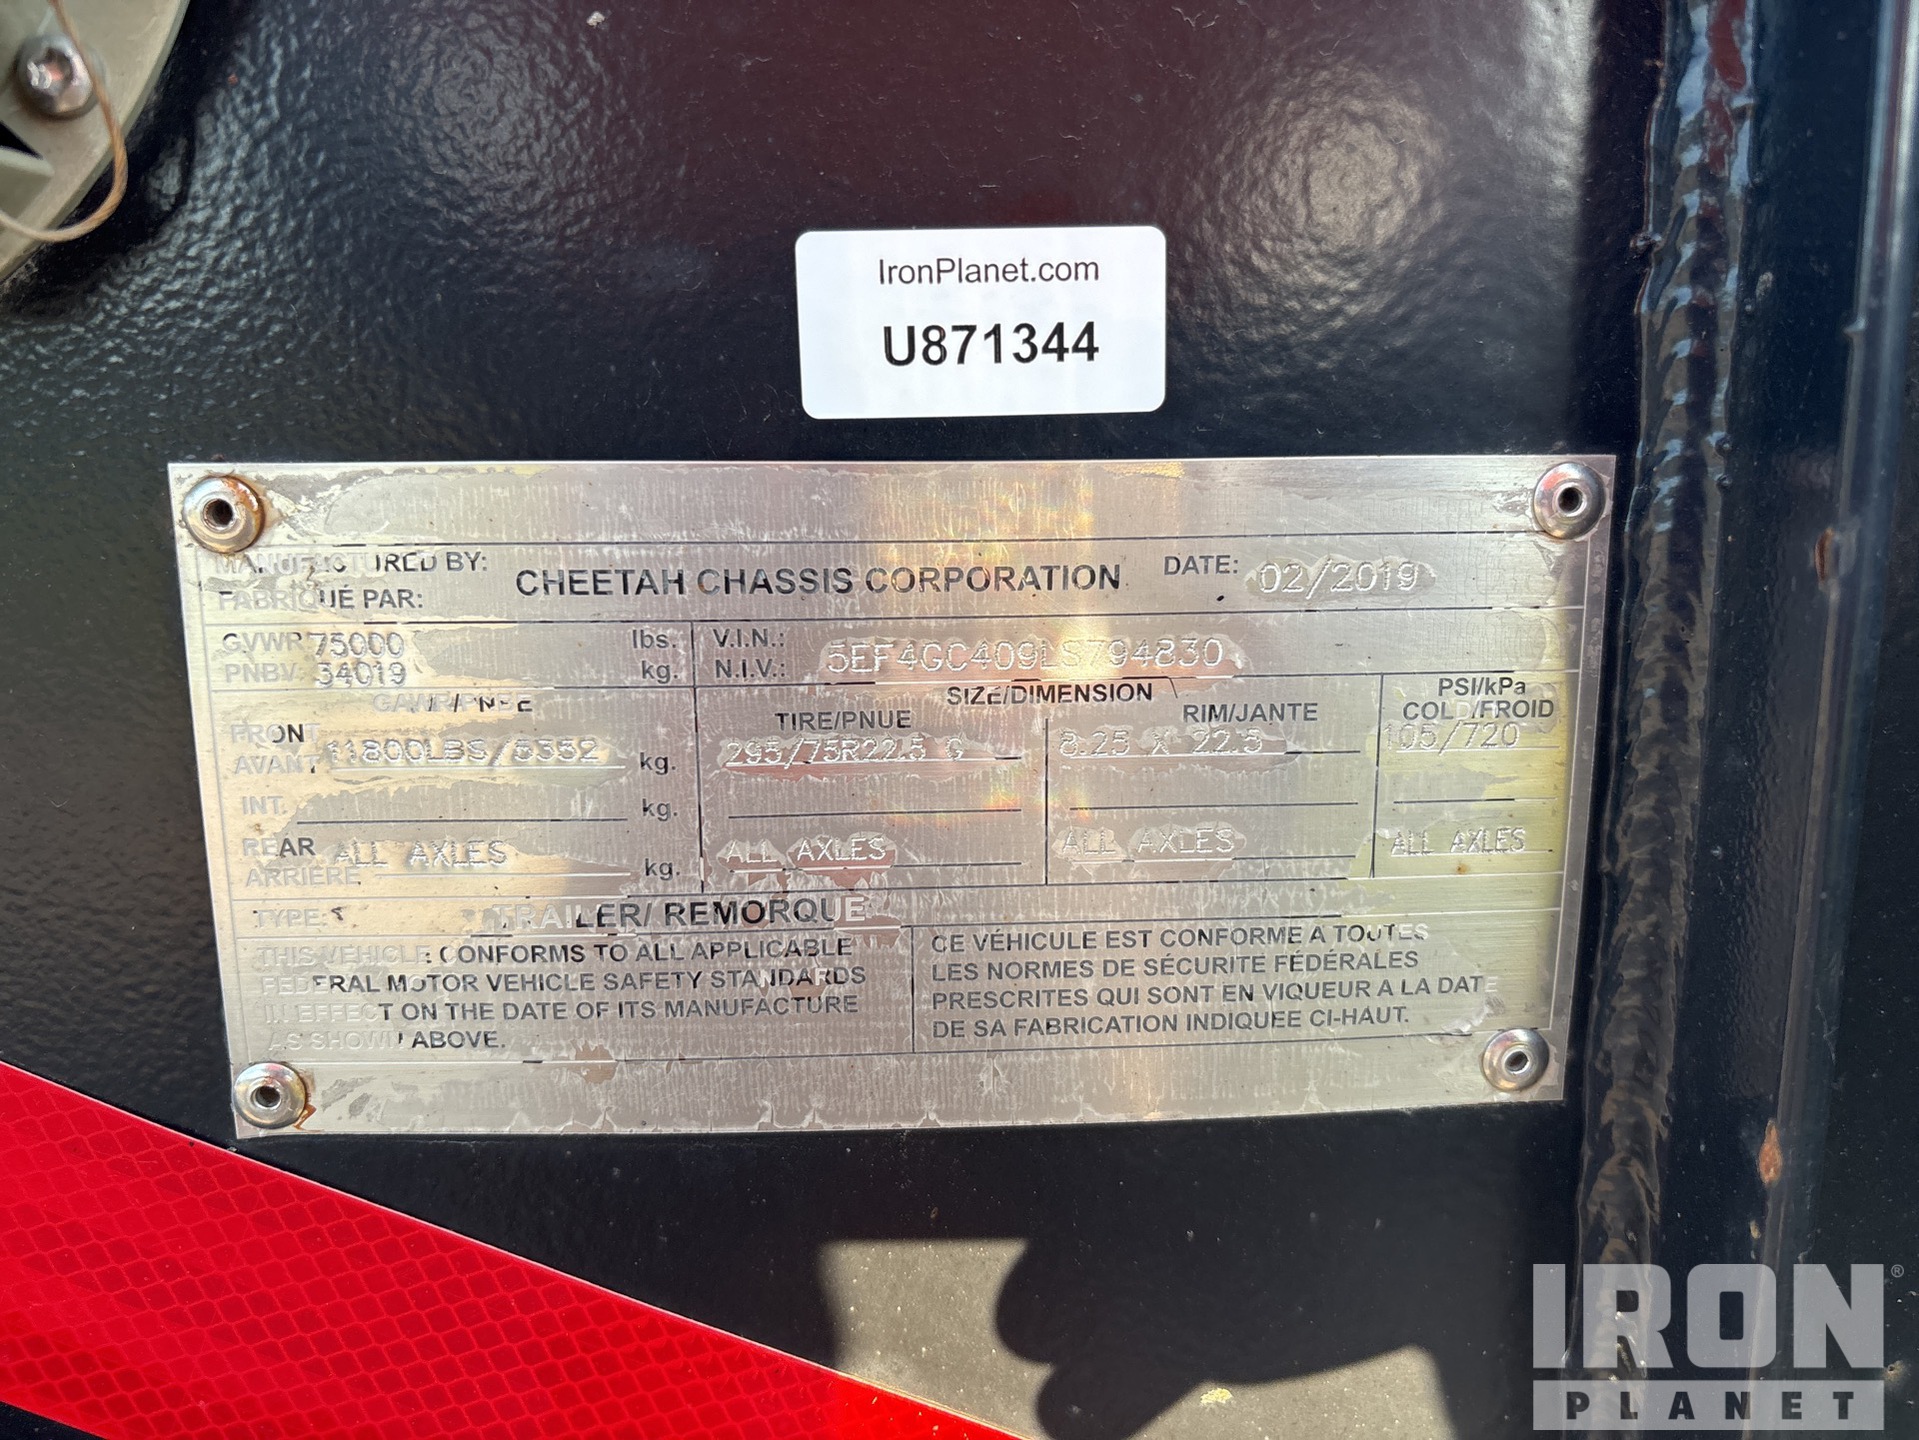 IronPlanet.com
U871344
MANUFACTURED BY:
FABRIQUÉ PAR:
CHEETAH CHASSIS CORPORATION
DATE: 02/2019
GVWR 75000 lbs.
PNBV 34019 kg.
V.I.N.:
N.I.V.:
5EF4GC409LS794830
GAWR/PNBE
SIZE/DIMENSION
TIRE/PNUE
RIM/JANTE
PSI/kPa
COLD/FROID
FRONT
AVANT 11800LBS/5352 kg.
295/75R22.5 G
8.25 X 22.5
105/720
INT. kg.
REAR
ARRIÈRE ALL AXLES kg.
ALL AXLES
ALL AXLES
ALL AXLES
TYPE: TRAILER/ REMORQUE
THIS VEHICLE CONFORMS TO ALL APPLICABLE
FEDERAL MOTOR VEHICLE SAFETY STANDARDS
IN EFFECT ON THE DATE OF ITS MANUFACTURE
AS SHOWN ABOVE.
CE VÉHICULE EST CONFORME A TOUTES
LES NORMES DE SÉCURITE FÉDÉRALES
PRESCRITES QUI SONT EN VIQUEUR A LA DATE
DE SA FABRICATION INDIQUEE CI-HAUT.
IRON®
PLANET